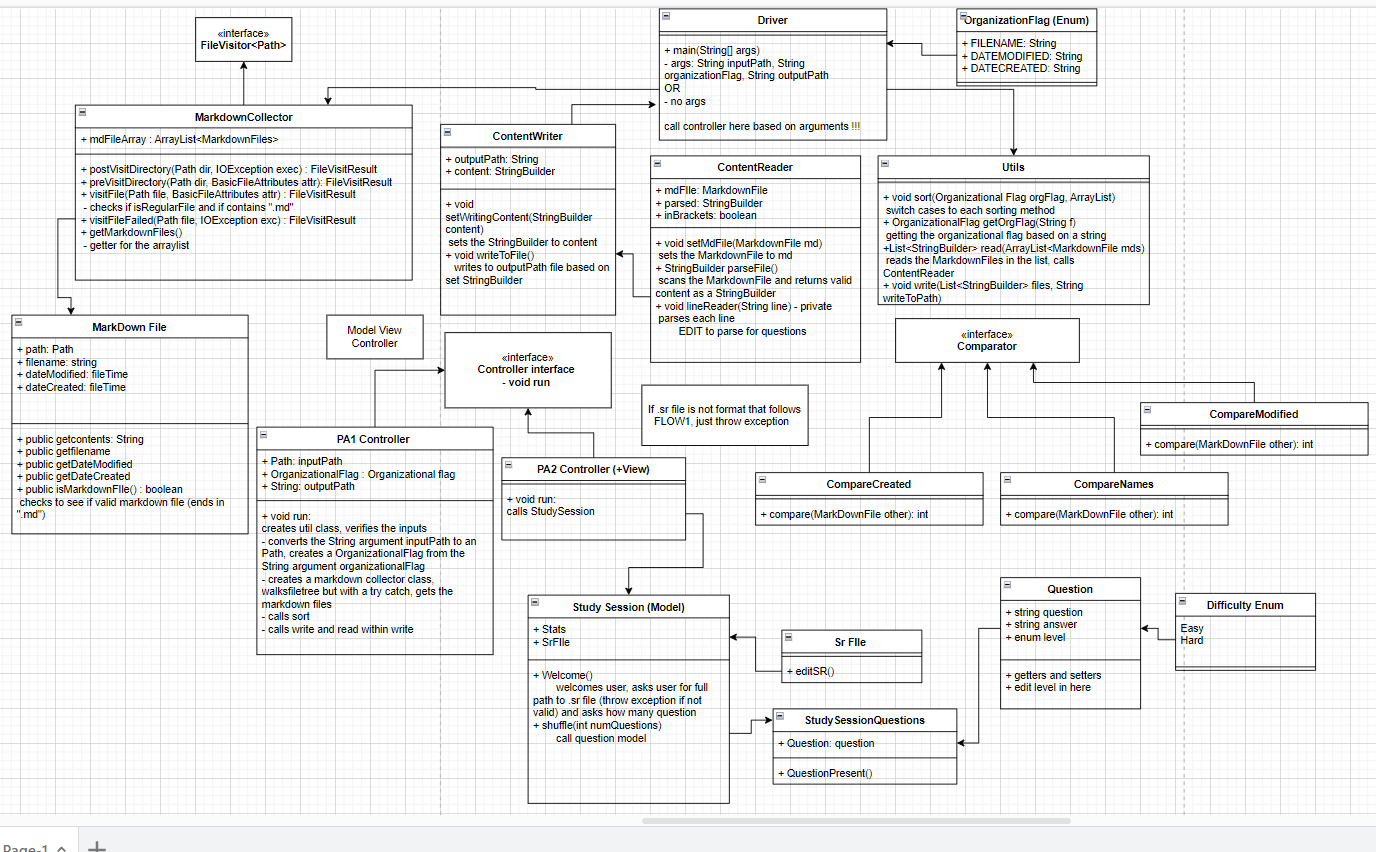 «interface»
FileVisitor<Path>
Driver
+ main(String[] args)
- args: String inputPath, String
organizationFlag, String outputPath
OR
- no args
call controller here based on arguments !!!
OrganizationFlag (Enum)
+ FILENAME: String
+ DATEMODIFIED: String
+ DATECREATED: String
MarkdownCollector
+ mdFileArray : ArrayList<MarkdownFiles>
+ postVisitDirectory(Path dir, IOException exec) : FileVisitResult
+ preVisitDirectory(Path dir, BasicFileAttributes attr): FileVisitResult
+ visitFile(Path file, BasicFileAttributes attr) : FileVisitResult
- checks if isRegularFile and if contains ".md"
+ visitFileFailed(Path file, IOException exc) : FileVisitResult
+ getMarkdownFiles()
- getter for the arraylist
ContentWriter
+ outputPath: String
+ content: StringBuilder
+ void
setWritingContent(StringBuilder
content)
sets the StringBuilder to content
+ void writeToFile()
writes to outputPath file based on
set StringBuilder
ContentReader
+ mdFIle: MarkdownFile
+ parsed: StringBuilder
+ inBrackets: boolean
+ void setMdFile(MarkdownFile md)
sets the MarkdownFile to md
+ StringBuilder parseFile()
scans the MarkdownFile and returns valid
content as a StringBuilder
+ void lineReader(String line) - private
parses each line
EDIT to parse for questions
Utils
+ void sort(Organizational Flag orgFlag, ArrayList)
switch cases to each sorting method
+ OrganizationalFlag getOrgFlag(String f)
getting the organizational flag based on a string
+List<StringBuilder> read(ArrayList<MarkdownFile mds)
reads the MarkdownFiles in the list, calls
ContentReader
+ void write(List<StringBuilder> files, String
writeToPath)
MarkDown File
+ path: Path
+ filename: string
+ dateModified: fileTime
+ dateCreated: fileTime
+ public getcontents: String
+ public getfilename
+ public getDateModified
+ public getDateCreated
+ public isMarkdownFIle() : boolean
checks to see if valid markdown file (ends in
".md")
Model View
Controller
«interface»
Controller interface
- void run
«interface»
Comparator
If .sr file is not format that follows
FLOW1, just throw exception
CompareModified
+ compare(MarkDownFile other): int
PA1 Controller
+ Path: inputPath
+ OrganizationalFlag : Organizational flag
+ String: outputPath
+ void run:
creates util class, verifies the inputs
- converts the String argument inputPath to an
Path, creates a OrganizationalFlag from the
String argument organizationalFlag
- creates a markdown collector class,
walksfiletree but with a try catch, gets the
markdown files
- calls sort
- calls write and read within write
PA2 Controller (+View)
+ void run:
calls StudySession
CompareCreated
+ compare(MarkDownFile other): int
CompareNames
+ compare(MarkDownFile other): int
Study Session (Model)
+ Stats
+ SrFIle
+ Welcome()
welcomes user, asks user for full
path to .sr file (throw exception if not
valid) and asks how many question
+ shuffle(int numQuestions)
call question model
Sr FIle
+ editSR()
StudySessionQuestions
+ Question: question
+ QuestionPresent()
Question
+ string question
+ string answer
+ enum level
+ getters and setters
+ edit level in here
Difficulty Enum
Easy
Hard
Page-1